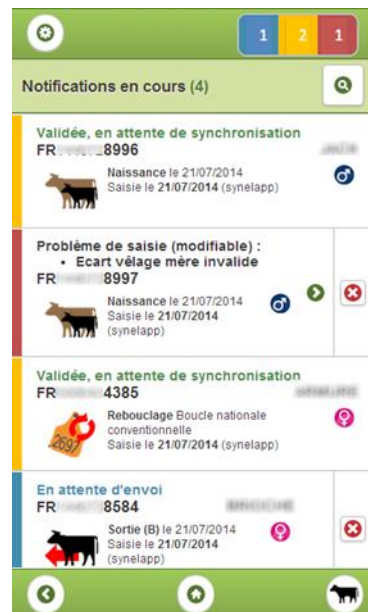 1 2 1
Notifications en cours (4)
Validée, en attente de synchronisation
FR 8996
Naissance le 21/07/2014
Saisie le 21/07/2014 (synelapp)
Problème de saisie (modifiable) :
• Ecart vêlage mère invalide
FR 8997
Naissance le 21/07/2014
Saisie le 21/07/2014
(synelapp)
Validée, en attente de synchronisation
FR 4385
Rebouclage Boucle nationale
conventionnelle
2697
Saisie le 21/07/2014 (synelapp)
En attente d'envoi
FR 8584
Sortie (B) le 21/07/2014
Saisie le 21/07/2014
(synelapp)